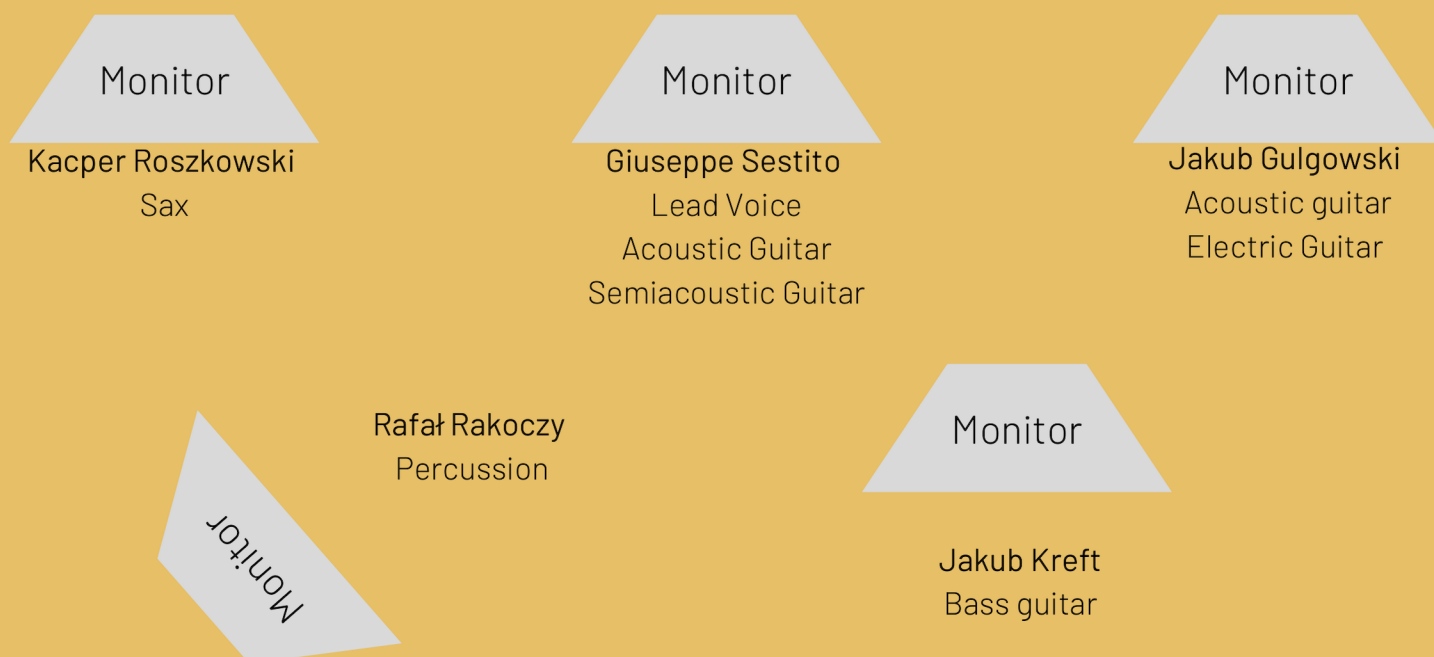 Monitor
Kacper Roszkowski
Sax
Monitor
Giuseppe Sestito
Lead Voice
Acoustic Guitar
Semiacoustic Guitar
Monitor
Jakub Gulgowski
Acoustic guitar
Electric Guitar
Rafał Rakoczy
Percussion
Monitor
Monitor
Jakub Kreft
Bass guitar